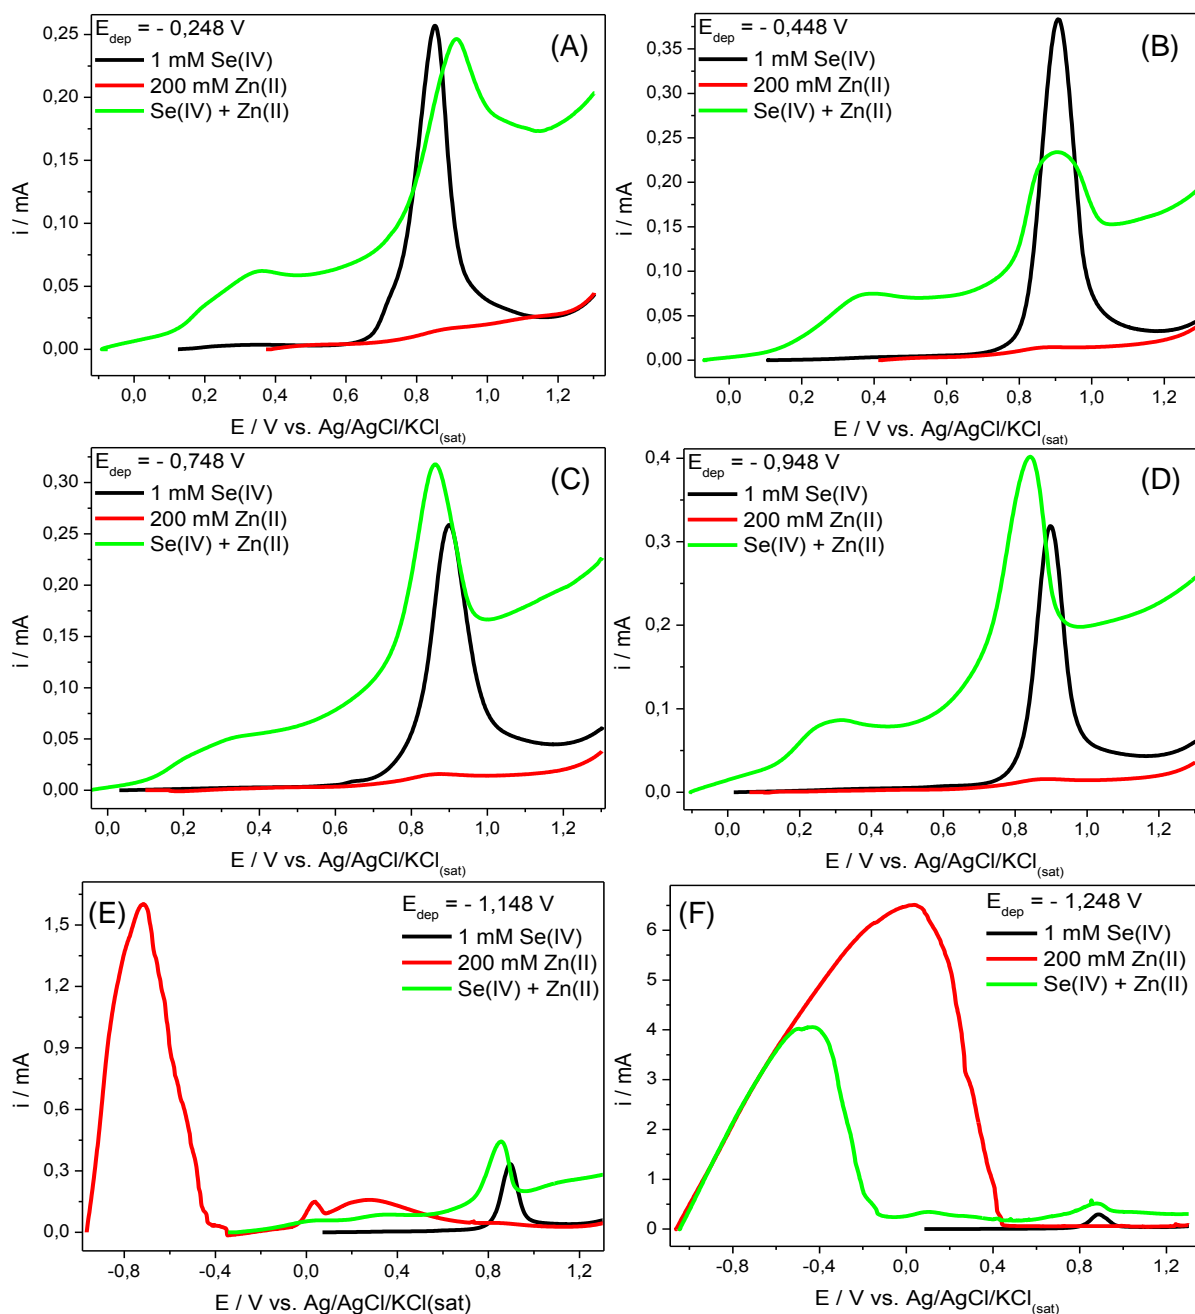 E_dep = - 0,248 V
(A)
1 mM Se(IV)
200 mM Zn(II)
Se(IV) + Zn(II)
0,25
0,20
0,15
0,10
0,05
0,00
i / mA
0,0 0,2 0,4 0,6 0,8 1,0 1,2
E / V vs. Ag/AgCl/KCl(sat)
E_dep = - 0,448 V
(B)
1 mM Se(IV)
200 mM Zn(II)
Se(IV) + Zn(II)
0,35
0,30
0,25
0,20
0,15
0,10
0,05
0,00
i / mA
0,0 0,2 0,4 0,6 0,8 1,0 1,2
E / V vs. Ag/AgCl/KCl(sat)
E_dep = - 0,748 V
(C)
1 mM Se(IV)
200 mM Zn(II)
Se(IV) + Zn(II)
0,30
0,25
0,20
0,15
0,10
0,05
0,00
i / mA
0,0 0,2 0,4 0,6 0,8 1,0 1,2
E / V vs. Ag/AgCl/KCl(sat)
E_dep = - 0,948 V
(D)
1 mM Se(IV)
200 mM Zn(II)
Se(IV) + Zn(II)
0,4
0,3
0,2
0,1
0,0
i / mA
0,0 0,2 0,4 0,6 0,8 1,0 1,2
E / V vs. Ag/AgCl/KCl(sat)
(E)
E_dep = - 1,148 V
1 mM Se(IV)
200 mM Zn(II)
Se(IV) + Zn(II)
1,5
1,2
0,9
0,6
0,3
0,0
i / mA
-0,8 -0,4 0,0 0,4 0,8 1,2
E / V vs. Ag/AgCl/KCl(sat)
(F)
E_dep = - 1,248 V
1 mM Se(IV)
200 mM Zn(II)
Se(IV) + Zn(II)
6
5
4
3
2
1
0
i / mA
-0,8 -0,4 0,0 0,4 0,8 1,2
E / V vs. Ag/AgCl/KCl(sat)